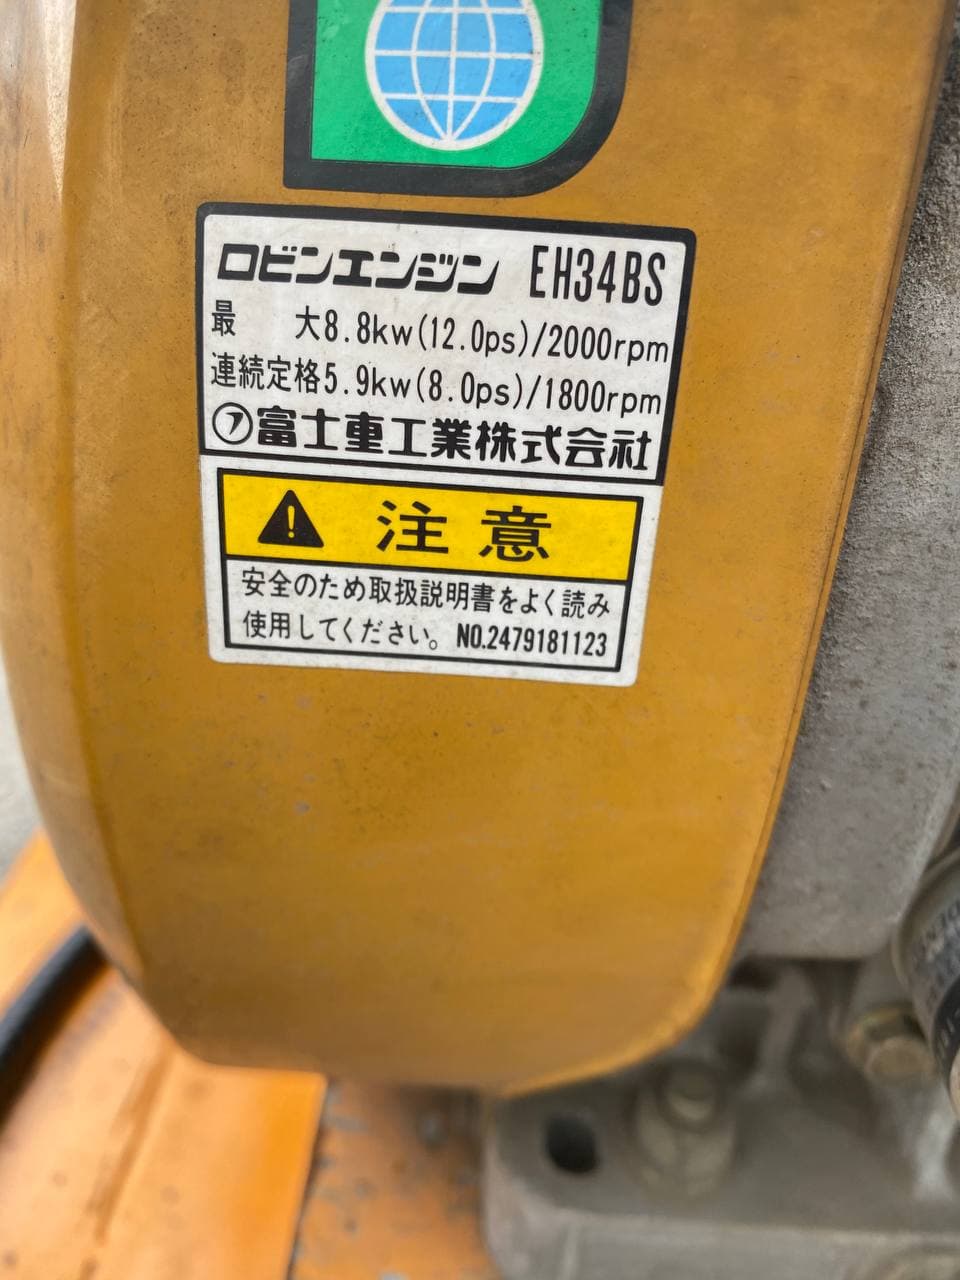 ロビンエンジン EH34BS
最 大8.8kw(12.0ps)/2000rpm
連続定格5.9kw(8.0ps)/1800rpm
富士重工業株式会社
注 意
安全のため取扱説明書をよく読み
使用してください。 NO.2479181123